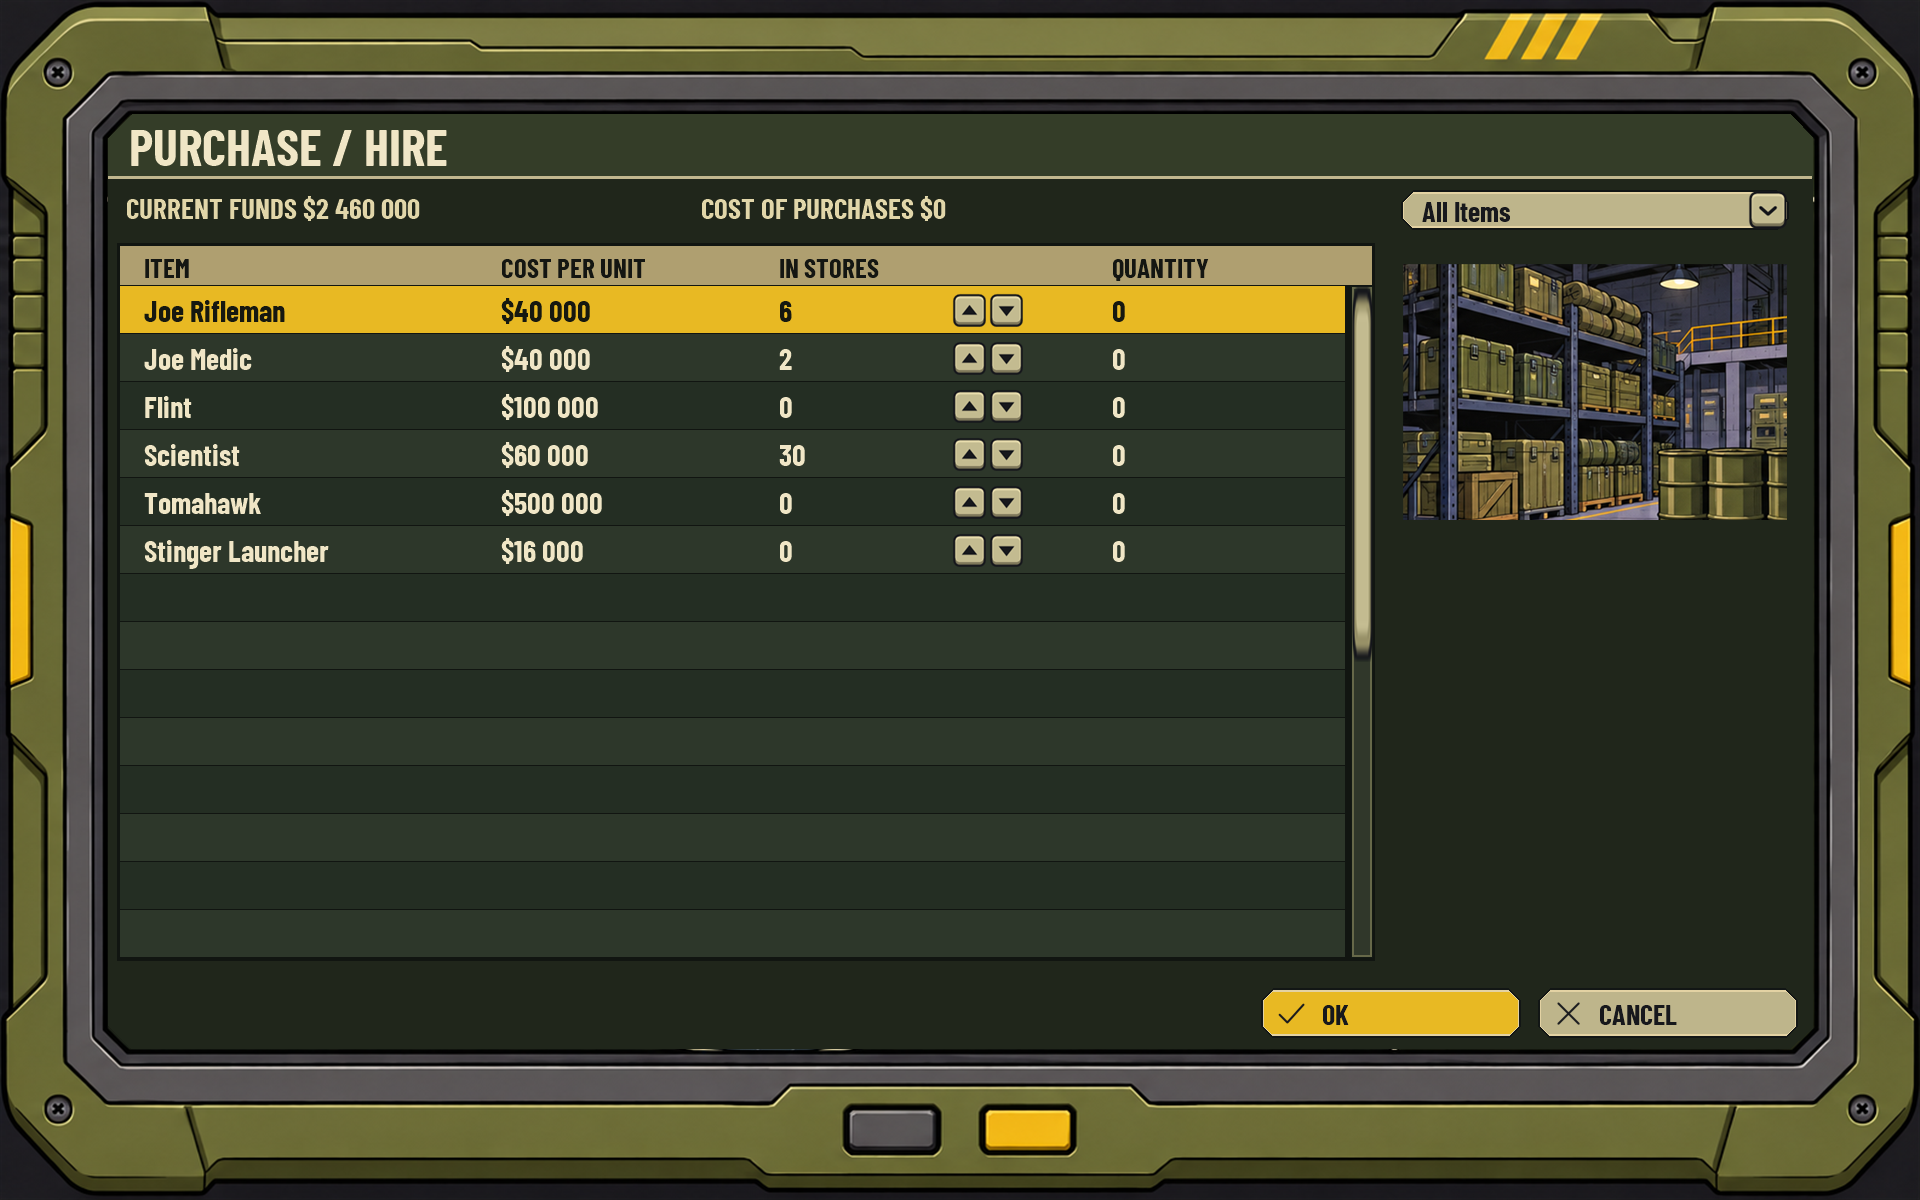 PURCHASE / HIRE
CURRENT FUNDS $2 460 000 COST OF PURCHASES $0 All Items
ITEM COST PER UNIT IN STORES QUANTITY
Joe Rifleman $40 000 6 0
Joe Medic $40 000 2 0
Flint $100 000 0 0
Scientist $60 000 30 0
Tomahawk $500 000 0 0
Stinger Launcher $16 000 0 0
OK CANCEL